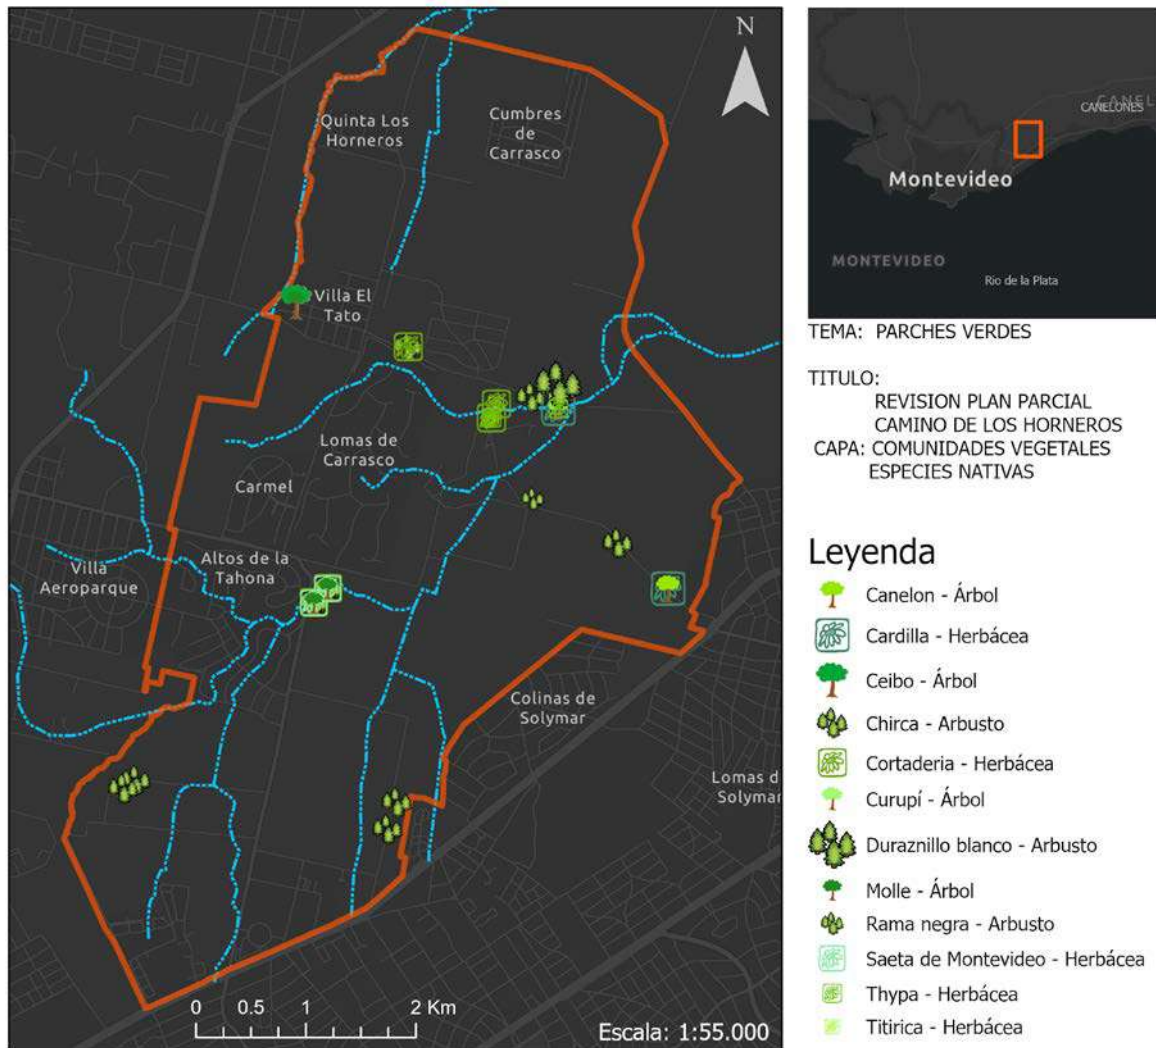 N
Quinta Los
Horneros
Cumbres
de
Carrasco
Villa El
Tato
Lomas de
Carrasco
Carmel
Altos de la
Tahona
Villa
Aeroparque
Colinas de
Solymar
Lomas d
Solymar
0 0.5 1 2 Km
Escala: 1:55.000
CANELONES
Montevideo
MONTEVIDEO
Rio de la Plata
TEMA: PARCHES VERDES
TITULO:
REVISION PLAN PARCIAL
CAMINO DE LOS HORNEROS
CAPA: COMUNIDADES VEGETALES
ESPECIES NATIVAS
Leyenda
Canelon - Árbol
Cardilla - Herbácea
Ceibo - Árbol
Chirca - Arbusto
Cortaderia - Herbácea
Curupí - Árbol
Duraznillo blanco - Arbusto
Molle - Árbol
Rama negra - Arbusto
Saeta de Montevideo - Herbácea
Thypa - Herbácea
Titirica - Herbácea